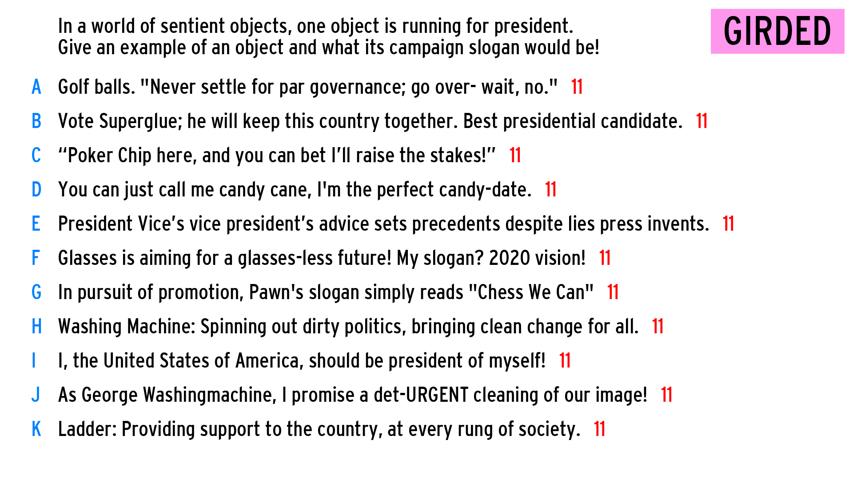 In a world of sentient objects, one object is running for president.
GIRDED
Give an example of an object and what its campaign slogan would be!
A Golf balls. "Never settle for par governance; go over- wait, no." 11
B Vote Superglue; he will keep this country together. Best presidential candidate. 11
C “Poker Chip here, and you can bet I’ll raise the stakes!” 11
D You can just call me candy cane, I'm the perfect candy-date. 11
E President Vice’s vice president’s advice sets precedents despite lies press invents. 11
F Glasses is aiming for a glasses-less future! My slogan? 2020 vision! 11
G In pursuit of promotion, Pawn's slogan simply reads "Chess We Can" 11
H Washing Machine: Spinning out dirty politics, bringing clean change for all. 11
I I, the United States of America, should be president of myself! 11
J As George Washingmachine, I promise a det-URGENT cleaning of our image! 11
K Ladder: Providing support to the country, at every rung of society. 11